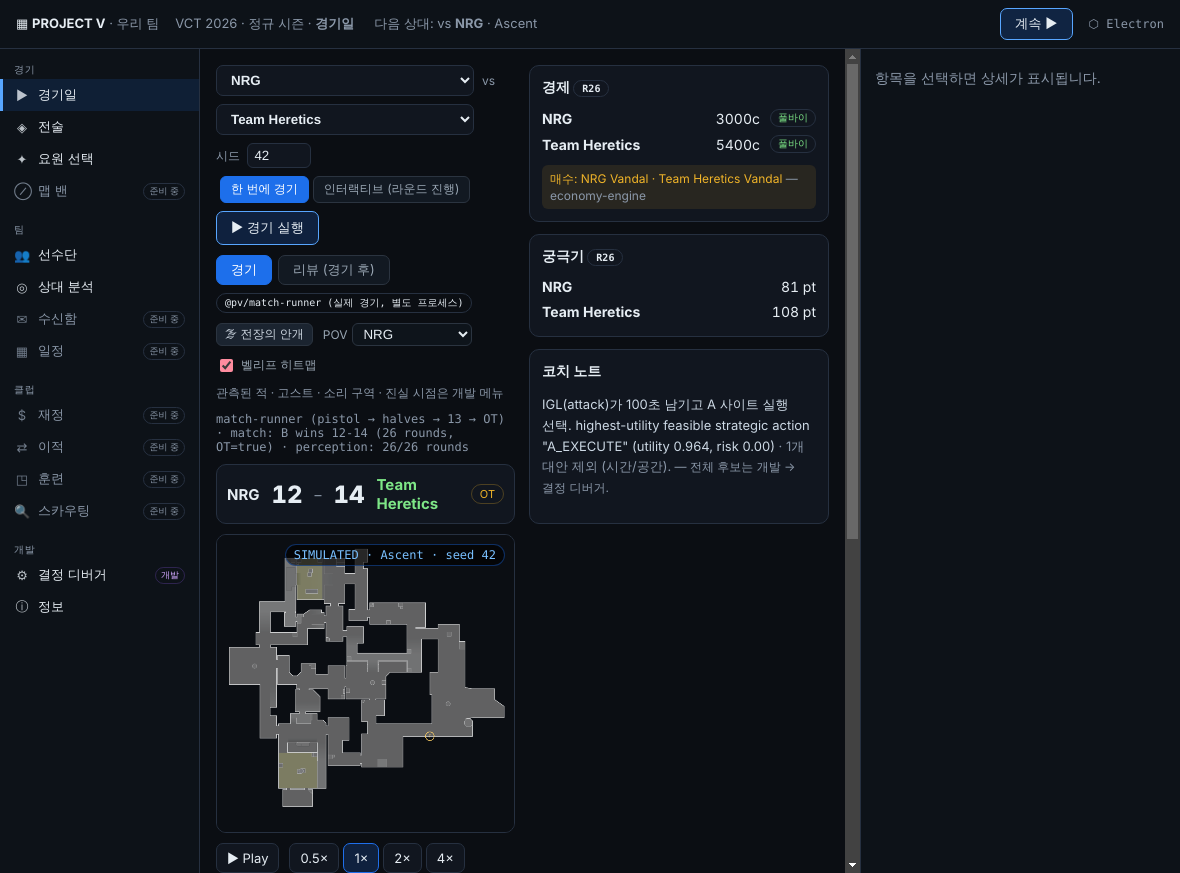 ▦ PROJECT V · 우리 팀 VCT 2026 · 정규 시즌 · 경기일 다음 상대: vs NRG · Ascent 계속 ▶ ⬡ Electron
경기
▶ 경기일
◈ 전술
✦ 요원 선택
맵 밴 준비 중
팀
선수단
◎ 상대 분석
✉ 수신함 준비 중
▦ 일정 준비 중
클럽
$ 재정 준비 중
⇄ 이적 준비 중
◳ 훈련 준비 중
스카우팅 준비 중
개발
⚙ 결정 디버거 개발
ⓘ 정보
NRG vs
Team Heretics
시드 42
한 번에 경기 인터랙티브 (라운드 진행)
▶ 경기 실행
경기 리뷰 (경기 후)
@pv/match-runner (실제 경기, 별도 프로세스)
전장의 안개 POV NRG
벨리프 히트맵
관측된 적 · 고스트 · 소리 구역 · 진실 시점은 개발 메뉴
match-runner (pistol → halves → 13 → OT)
· match: B wins 12-14 (26 rounds,
OT=true) · perception: 26/26 rounds
NRG 12 – 14 Team
Heretics OT
SIMULATED · Ascent · seed 42
▶ Play 0.5× 1× 2× 4×
경제 R26
NRG 3000c 풀바이
Team Heretics 5400c 풀바이
매수: NRG Vandal · Team Heretics Vandal —
economy-engine
궁극기 R26
NRG 81 pt
Team Heretics 108 pt
코치 노트
IGL(attack)가 100초 남기고 A 사이트 실행
선택. highest-utility feasible strategic action
"A_EXECUTE" (utility 0.964, risk 0.00) · 1개
대안 제외 (시간/공간). — 전체 후보는 개발 →
결정 디버거.
항목을 선택하면 상세가 표시됩니다.